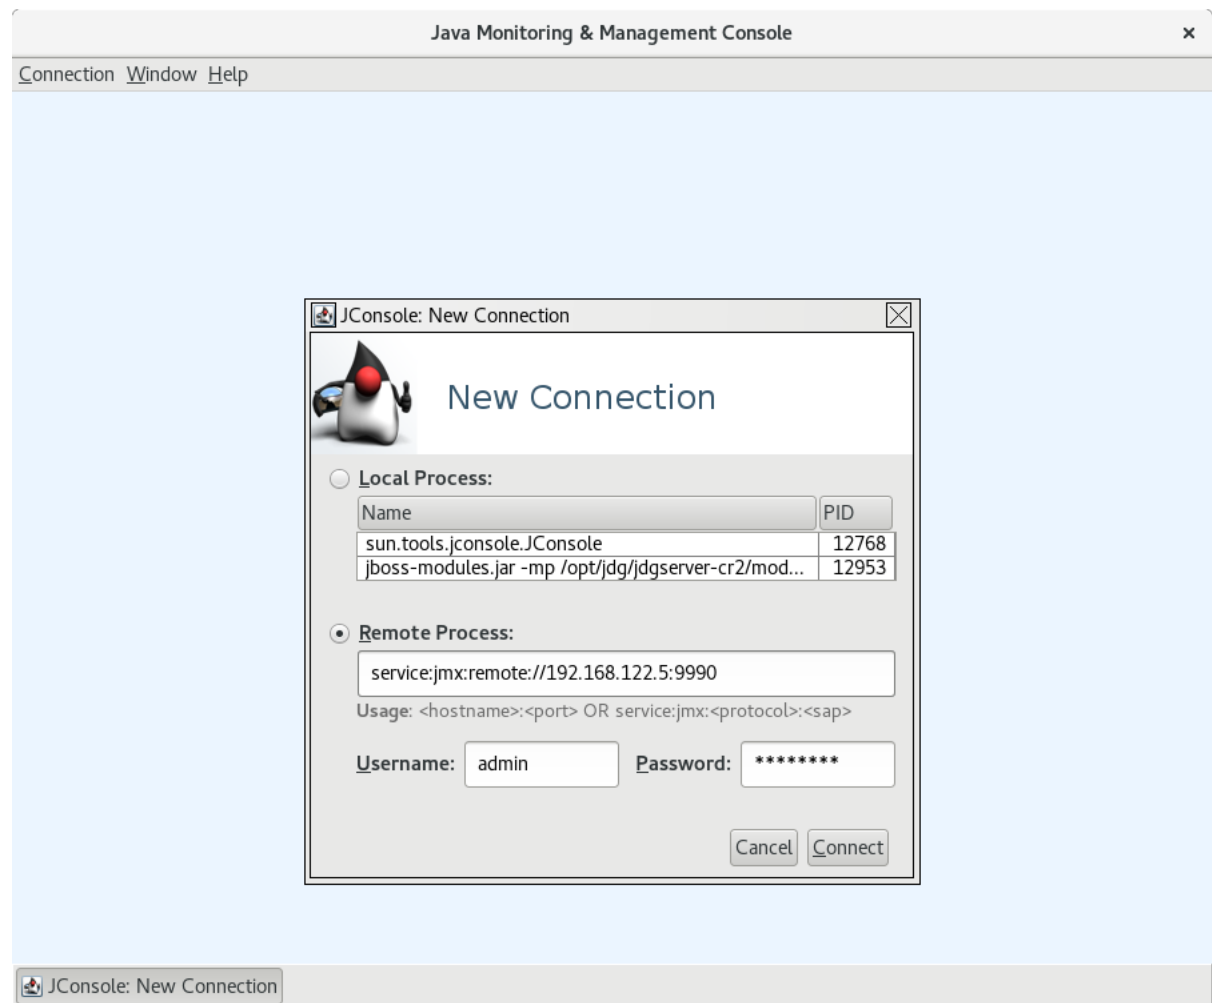 Java Monitoring & Management Console
Connection Window Help
JConsole: New Connection
New Connection
Local Process:
Name PID
sun.tools.jconsole.JConsole 12768
jboss-modules.jar -mp /opt/jdg/jdgserver-cr2/mod... 12953
Remote Process:
service:jmx:remote://192.168.122.5:9990
Usage: <hostname>:<port> OR service:jmx:<protocol>:<sap>
Username: admin Password: ********
Cancel Connect
JConsole: New Connection